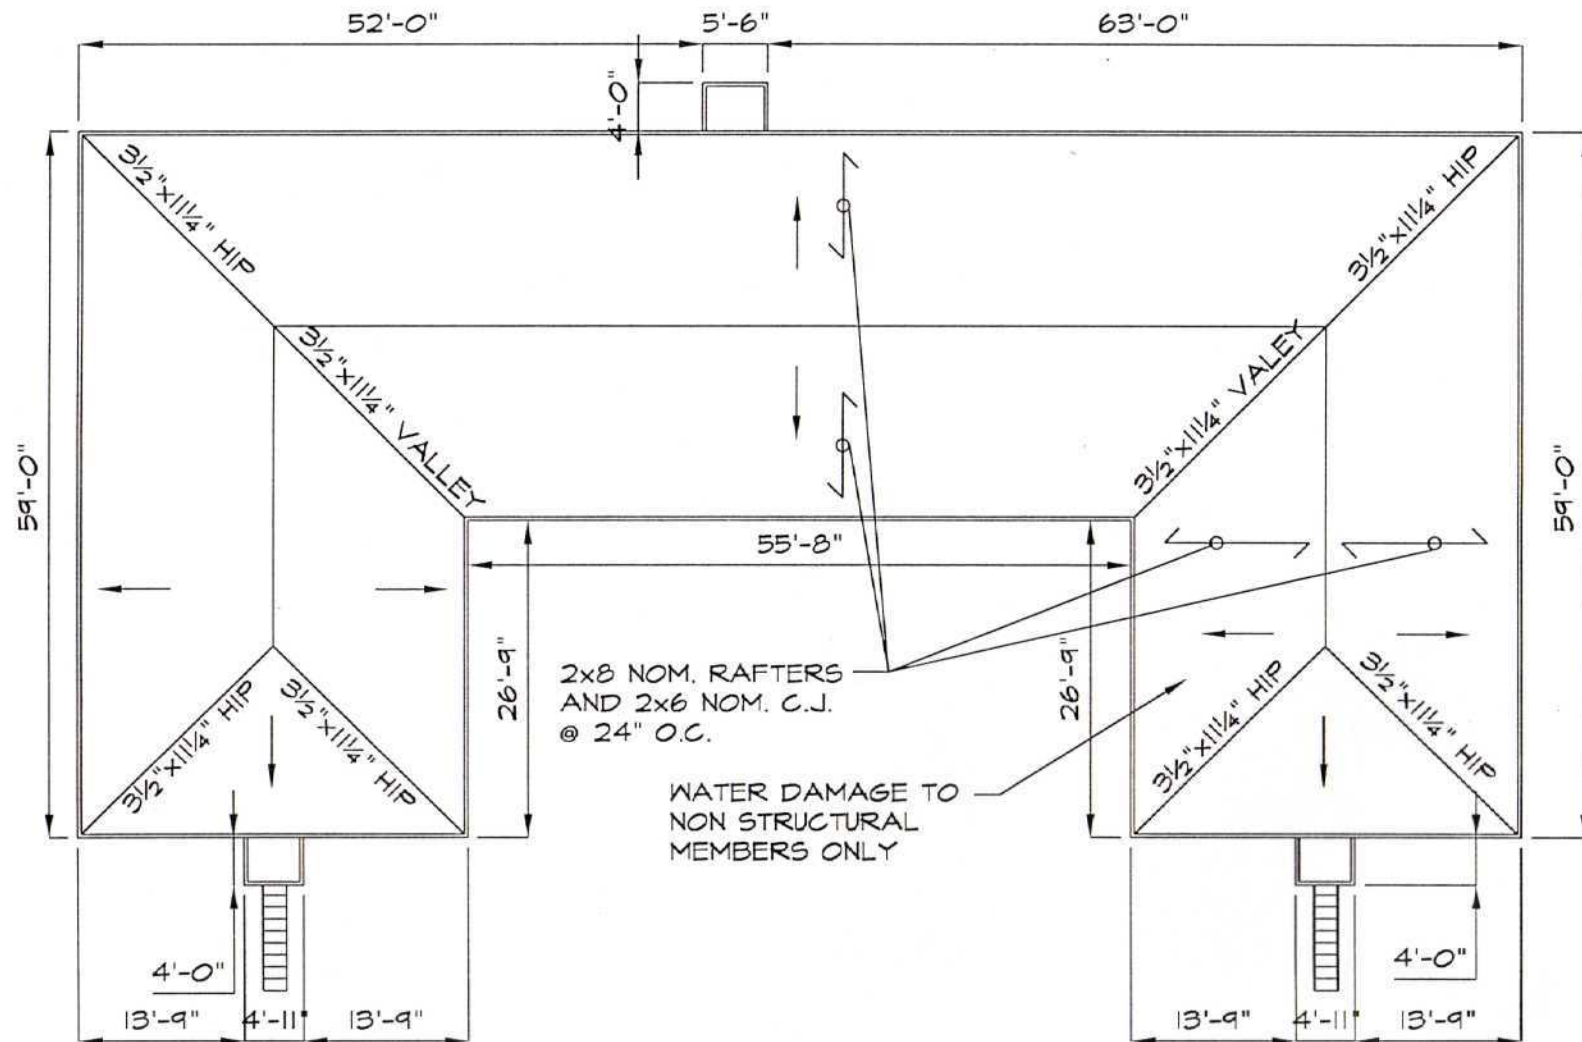 52'-0"
5'-6"
63'-0"
4'-0"
3½"x11¼" HIP
3½"x11¼" HIP
3½"x11¼" VALLEY
3½"x11¼" VALEY
59'-0"
59'-0"
55'-8"
26'-9"
26'-9"
2x8 NOM. RAFTERS
AND 2x6 NOM. C.J.
@ 24" O.C.
3½"x11¼" HIP
3½"x11¼" HIP
3½"x11¼" HIP
3½"x11¼" HIP
WATER DAMAGE TO
NON STRUCTURAL
MEMBERS ONLY
4'-0"
4'-0"
13'-9"
4'-11"
13'-9"
13'-9"
4'-11"
13'-9"